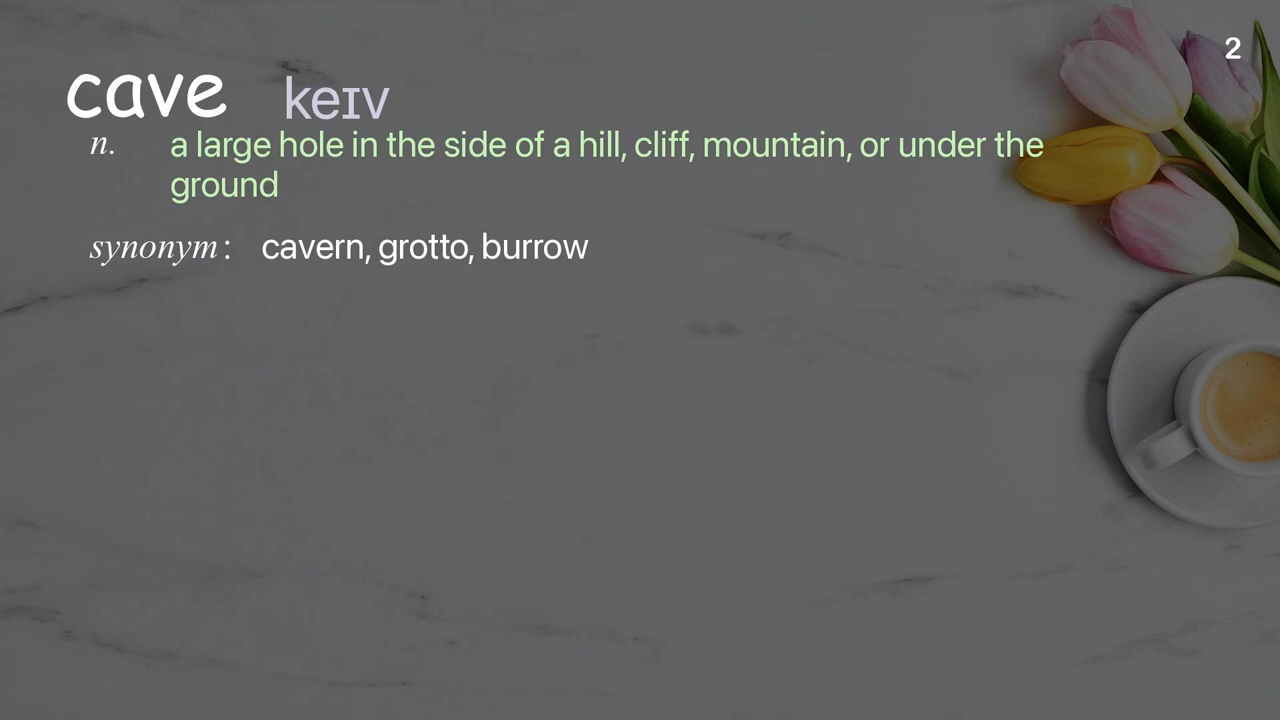 2
cave keɪv
n. a large hole in the side of a hill, cliff, mountain, or under the
ground
synonym: cavern, grotto, burrow